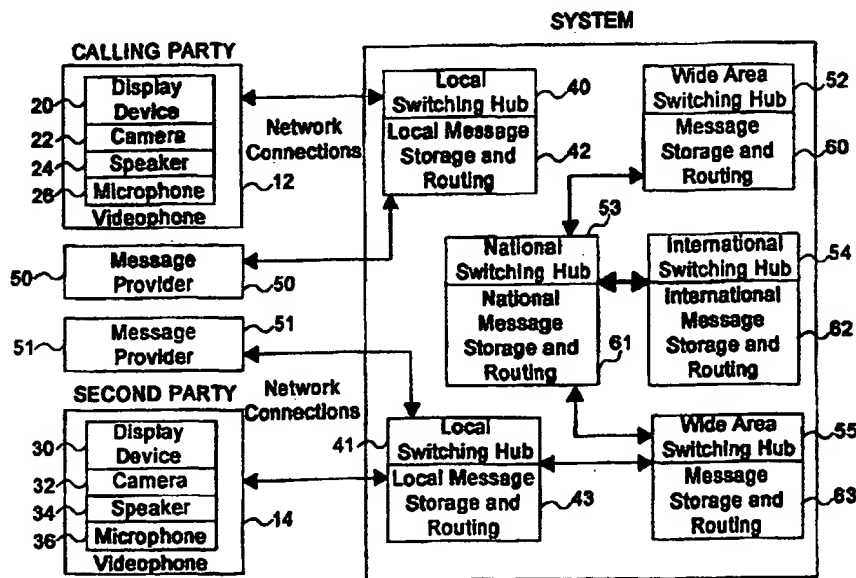 SYSTEM
CALLING PARTY
20
Display
Device
22
Camera
24
Speaker
26
Microphone
Videophone
12
Network
Connections
Local
Switching Hub
40
Local Message
Storage and
Routing
42
Wide Area
Switching Hub
52
Message
Storage and
Routing
60
50
Message
Provider
50
51
Message
Provider
51
53
National
Switching Hub
National
Message
Storage and
Routing
61
International
Switching Hub
54
International
Message
Storage and
Routing
62
SECOND PARTY
30
Display
Device
32
Camera
34
Speaker
36
Microphone
Videophone
14
Network
Connections
41
Local
Switching Hub
Local Message
Storage and
Routing
43
Wide Area
Switching Hub
55
Message
Storage and
Routing
63